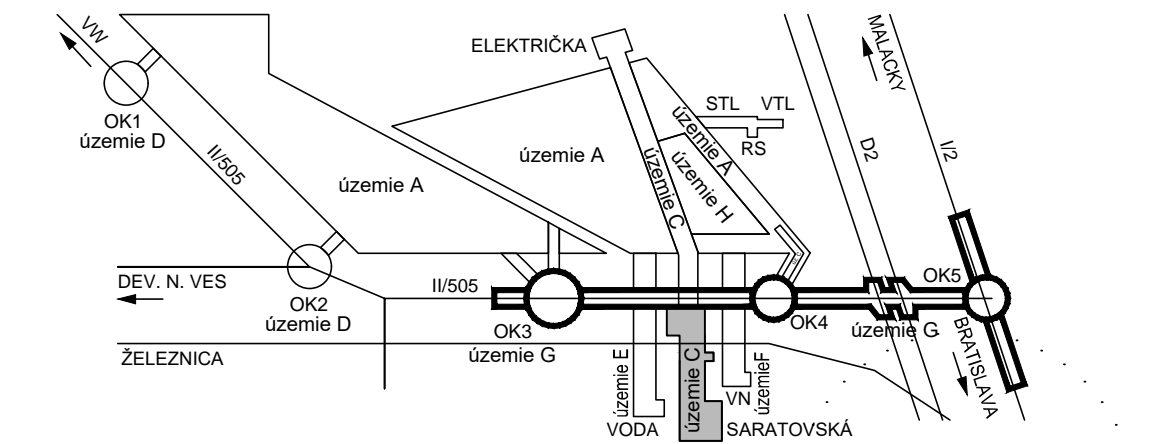 VW
MALACKY
ELEKTRIČKA
STL
VTL
RS
OK1
územie D
II/505
územie A
územie A
územie A
územie C
územie H
D2
I/2
DEV. N. VES
II/505
OK2
územie D
OK3
územie G
OK4
OK5
územie G
ŽELEZNICA
územie E
územie C
územieF
VN
BRATISLAVA
VODA
SARATOVSKÁ